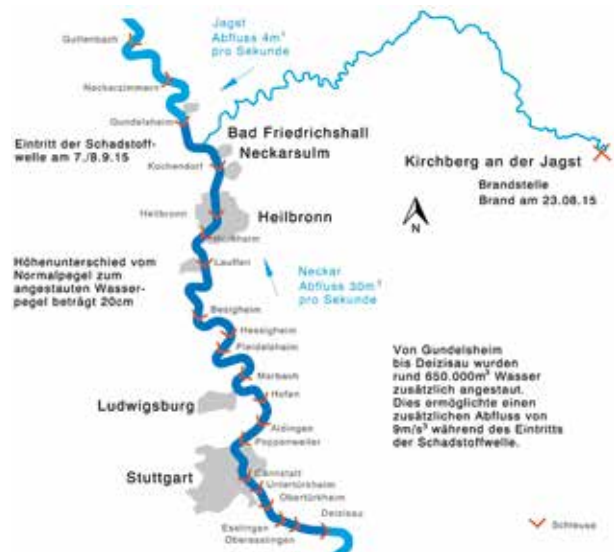 Jagst
Abfluss 4m³
pro Sekunde
Guttenbach
Neckarzimmern
Gundelsheim
Bad Friedrichshall
Neckarsulm
Eintritt der Schadstoff-
welle am 7./8.9.15
Kochendorf
Kirchberg an der Jagst
Brandstelle
Brand am 23.08.15
N
Heilbronn
Heilbronn
Horkheim
Höhenunterschied vom
Normalpegel zum
angestauten Wasser-
pegel beträgt 20cm
Lauffen
Neckar
Abfluss 30m³
pro Sekunde
Besigheim
Hessigheim
Pleidelsheim
Marbach
Von Gundelsheim
bis Deizisau wurden
rund 650.000m³ Wasser
zusätzlich angestaut.
Dies ermöglichte einen
zusätzlichen Abfluss von
9m/s³ während des Eintritts
der Schadstoffwelle.
Hofen
Ludwigsburg
Aldingen
Poppenweiler
Stuttgart
Cannstatt
Untertürkheim
Obertürkheim
Deizisau
Esslingen
Oberesslingen
Schleuse